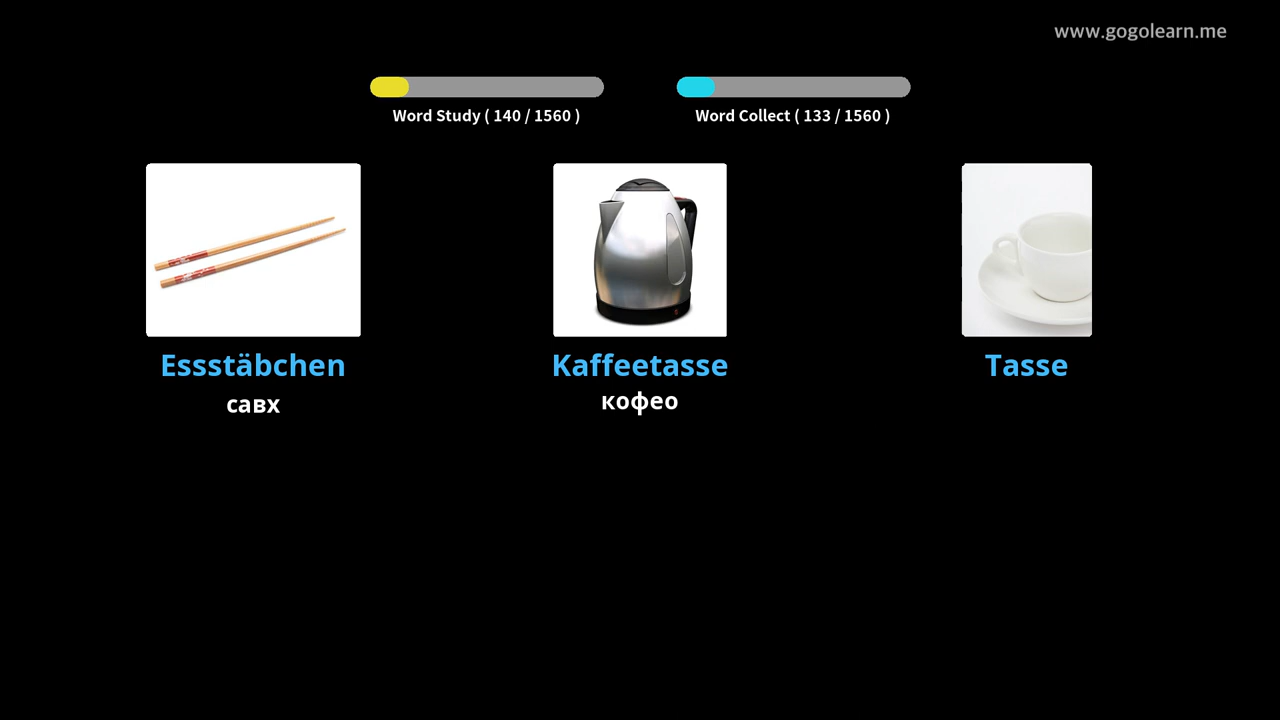 www.gogolearn.me
Word Study ( 140 / 1560 )
Word Collect ( 133 / 1560 )
Essstäbchen
савх
Kaffeetasse
кофео
Tasse